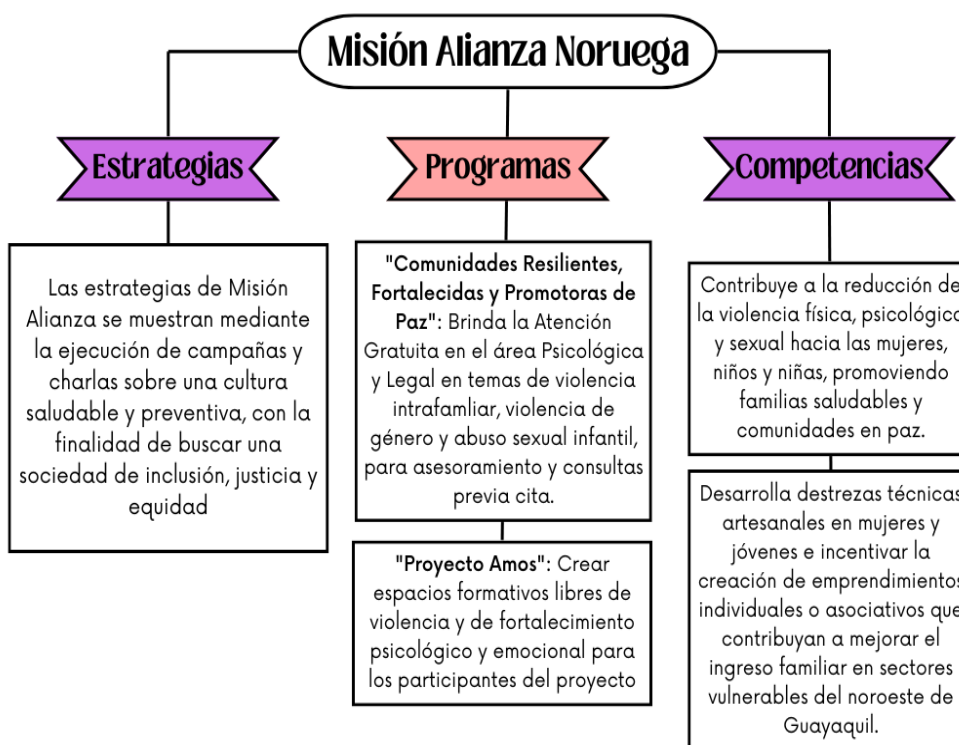 Misión Alianza Noruega
Estrategias
Las estrategias de Misión
Alianza se muestran mediante
la ejecución de campañas y
charlas sobre una cultura
saludable y preventiva, con la
finalidad de buscar una
sociedad de inclusión, justicia y
equidad
Programas
"Comunidades Resilientes,
Fortalecidas y Promotoras de
Paz": Brinda la Atención
Gratuita en el área Psicológica
y Legal en temas de violencia
intrafamliar, violencia de
género y abuso sexual infantil,
para asesoramiento y consultas
previa cita.
"Proyecto Amos": Crear
espacios formativos libres de
violencia y de fortalecimiento
psicológico y emocional para
los participantes del proyecto
Competencias
Contribuye a la reducción de
la violencia física, psicológica
y sexual hacia las mujeres,
niños y niñas, promoviendo
familias saludables y
comunidades en paz.
Desarrolla destrezas técnicas
artesanales en mujeres y
jóvenes e incentivar la
creación de emprendimientos
individuales o asociativos que
contribuyan a mejorar el
ingreso familiar en sectores
vulnerables del noroeste de
Guayaquil.